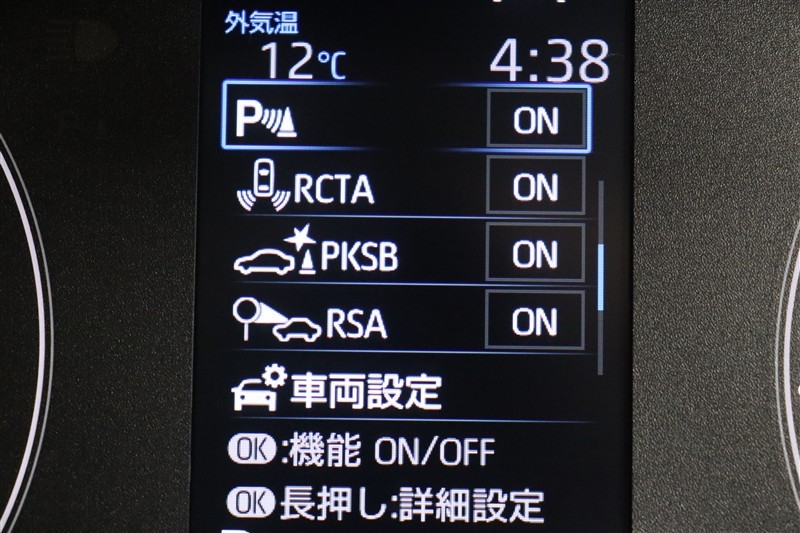 外気温
12℃ 4:38
P ON
RCTA ON
PKSB ON
RSA ON
車両設定
OK:機能 ON/OFF
OK長押し:詳細設定